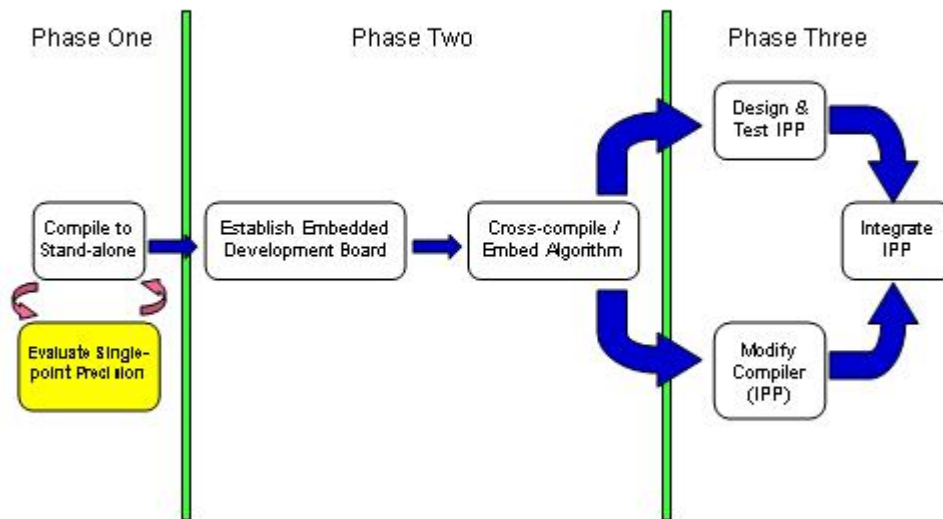 Phase One
Phase Two
Phase Three
Compile to
Stand-alone
Evaluate Single-
point Precision
Establish Embedded
Development Board
Cross-compile /
Embed Algorithm
Design &
Test IPP
Modify
Compiler
(IPP)
Integrate
IPP